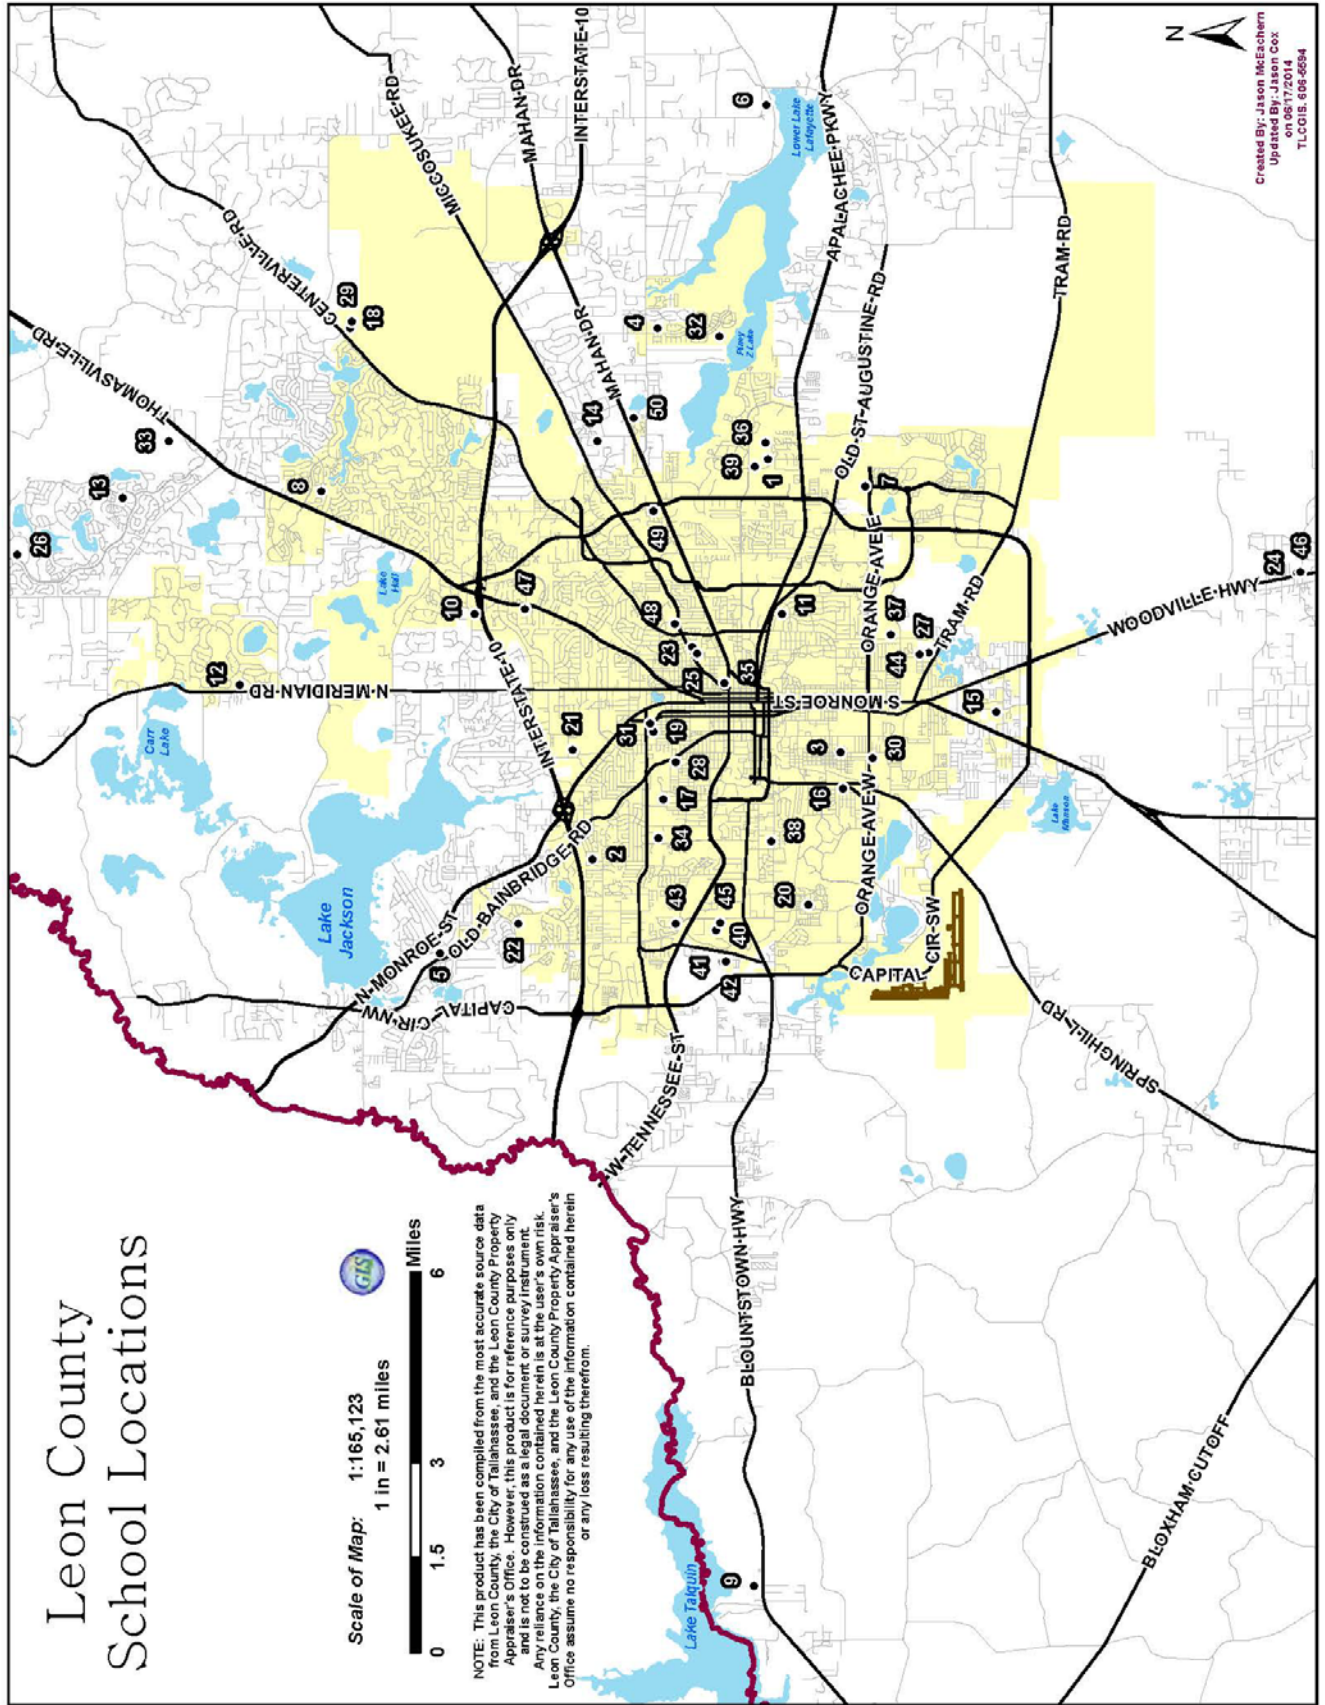 Leon County
School Locations
Scale of Map: 1:165,123
1 in = 2.61 miles
GIS
0 1.5 3 6 Miles
NOTE: This product has been compiled from the most accurate source data
from Leon County, the City of Tallahassee, and the Leon County Property
Appraiser's Office. However, this product is for reference purposes only
and is not to be construed as a legal document or survey instrument.
Any reliance on the information contained herein is at the user's own risk.
Leon County, the City of Tallahassee, and the Leon County Property Appraiser's
Office assume no responsibility for any use of the information contained herein
or any loss resulting therefrom.
THOMASVILLE-RD
CENTERVILLE-RD
MICCOSUKEE-RD
MAHAN-DR
INTERSTATE-10
26
13
33
29
18
8
12
N-MERIDIAN-RD
Carr
Lake
Lake
Hall
Lake
Jackson
10
47
INTERSTATE-10
21
N-MONROE-ST
OLD-BAINBRIDGE-RD
5
22
CAPITAL
CIR-NW
2
14
MAHAN-DR
50
4
32
Piney
Z Lake
6
Lower Lake
Lafayette
APALACHEE-PKWY
49
48
23
25
35
31
19
28
17
34
43
45
40
41
42
39
36
1
11
OLD-ST-AUGUSTINE-RD
7
ORANGE-AVE-E
37
27
44
TRAM-RD
TRAM-RD
S-MONROE-ST
15
3
30
16
ORANGE-AVE-W
38
20
CAPITAL
CIR-SW
Lake
Munson
WOODVILLE-HWY
24
46
SPRINGHILL-RD
W-TENNESSEE-ST
BLOUNTSTOWN-HWY
9
Lake Talquin
BLOXHAM-CUTOFF
N
Created By: Jason McEachern
Updated By: Jason Cox
on 06/17/2014
TLCGIS. 606-5594